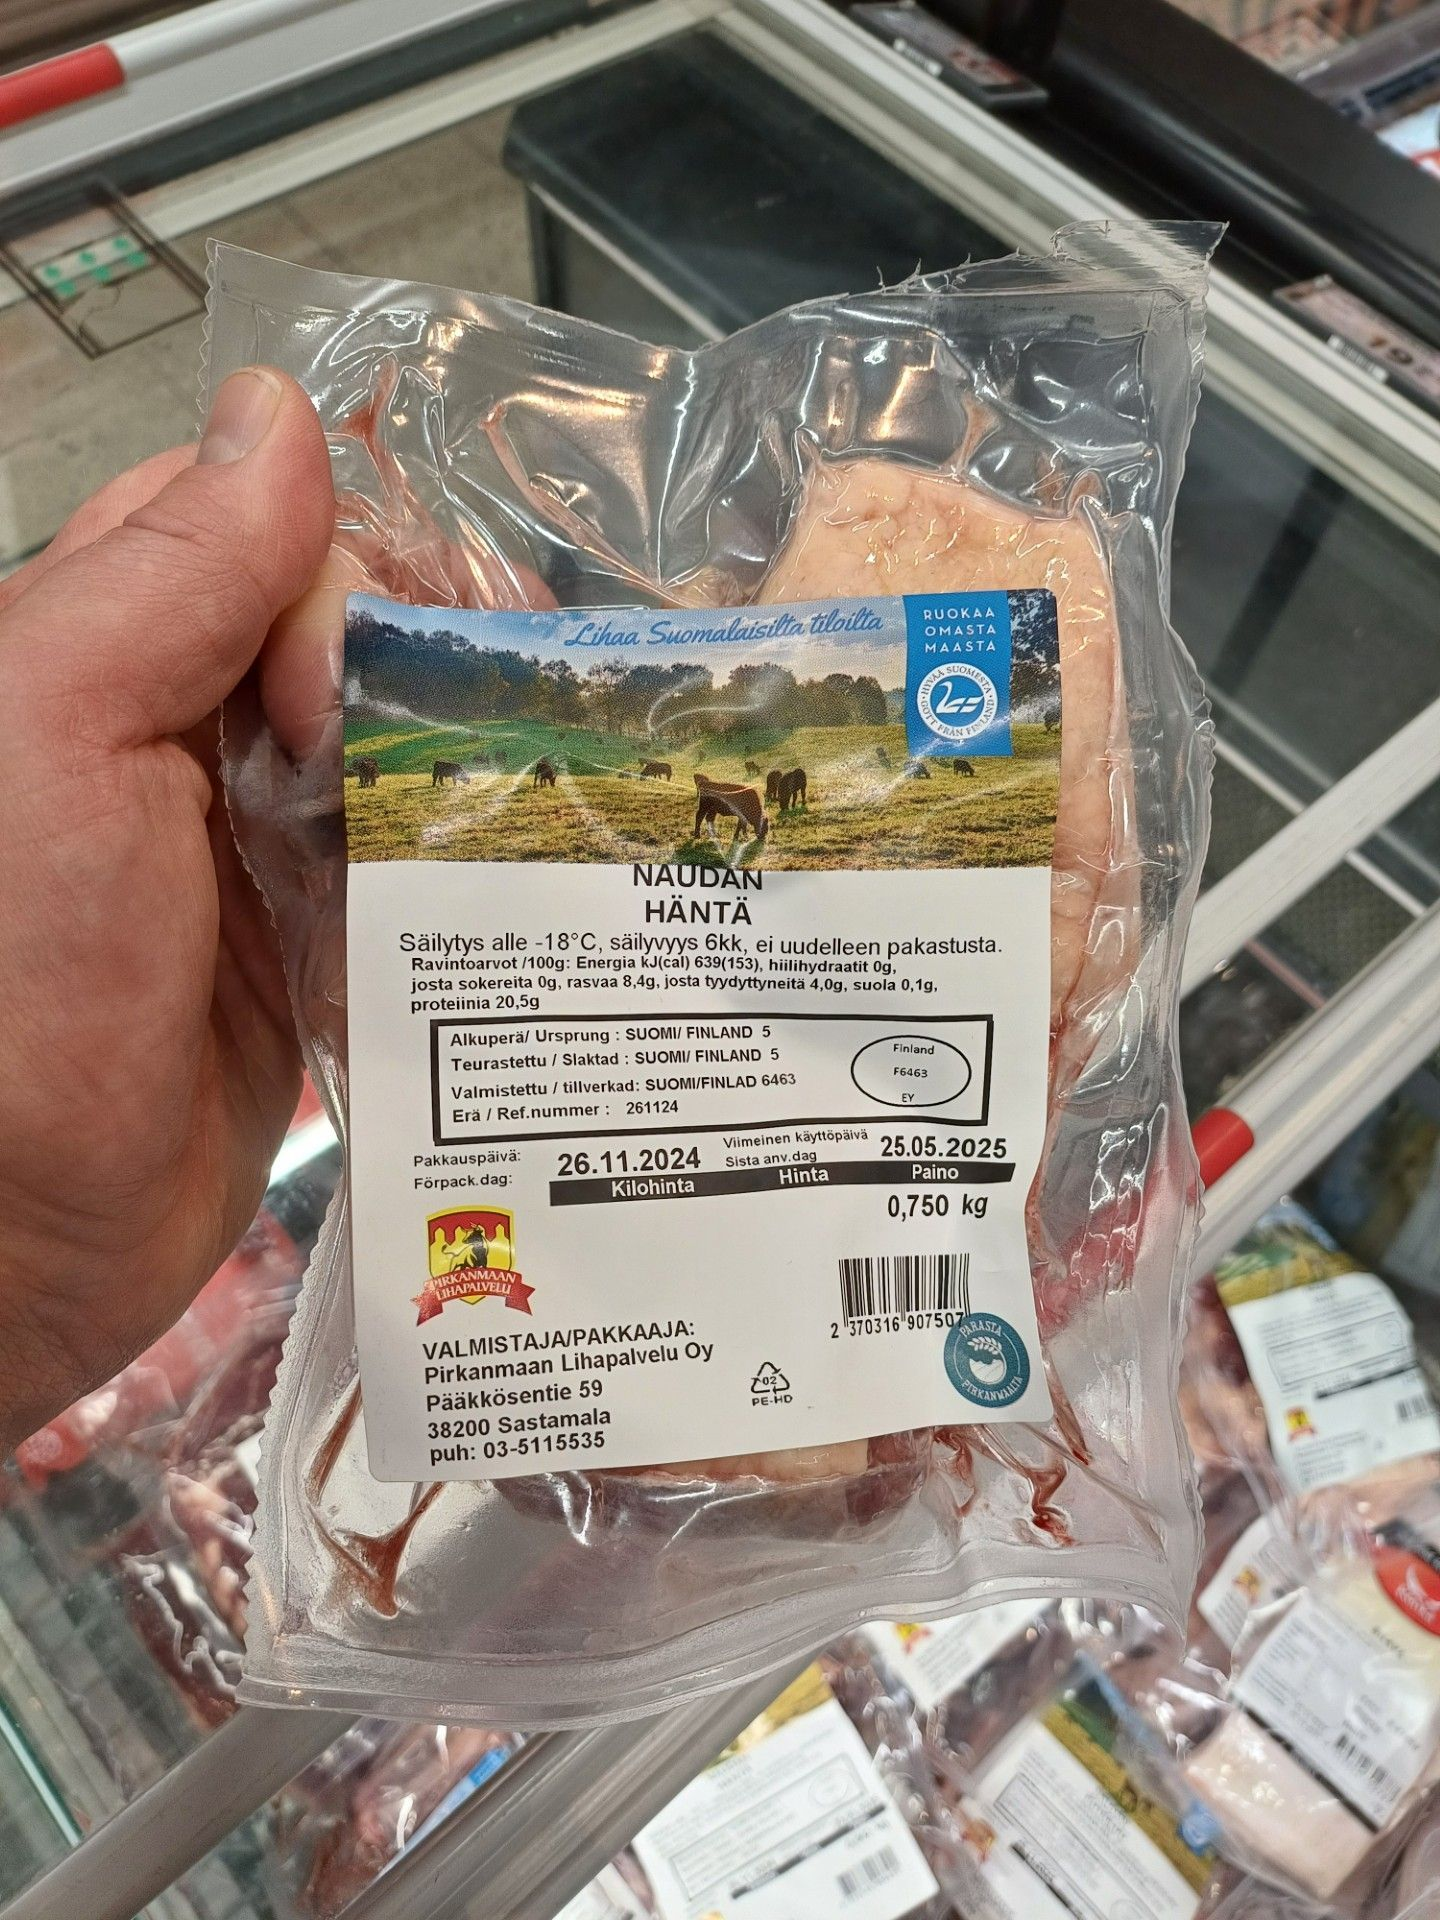 Lihaa Suomalaisilta tiloilta
RUOKAA
OMASTA
MAASTA
HYVÄÄ SUOMESTA
GOTT FRÅN FINLAND
NAUDAN
HÄNTÄ
Säilytys alle -18°C, säilyvyys 6kk, ei uudelleen pakastusta.
Ravintoarvot /100g: Energia kJ(cal) 639(153), hiilihydraatit 0g,
josta sokereita 0g, rasvaa 8,4g, josta tyydyttyneitä 4,0g, suola 0,1g,
proteiinia 20,5g
Alkuperä/ Ursprung : SUOMI/ FINLAND 5
Teurastettu / Slaktad : SUOMI/ FINLAND 5
Valmistettu / tillverkad: SUOMI/FINLAD 6463
Erä / Ref.nummer : 261124
Finland
F6463
EY
Pakkauspäivä: 26.11.2024 Viimeinen käyttöpäivä 25.05.2025
Förpack.dag: Sista anv.dag
Kilohinta Hinta Paino
0,750 kg
PIRKANMAAN
LIHAPALVELU
2 370316 907507
VALMISTAJA/PAKKAAJA:
Pirkanmaan Lihapalvelu Oy
Pääkkösentie 59
38200 Sastamala
puh: 03-5115535
02
PE-HD
PARASTA
PIRKANMAALTA